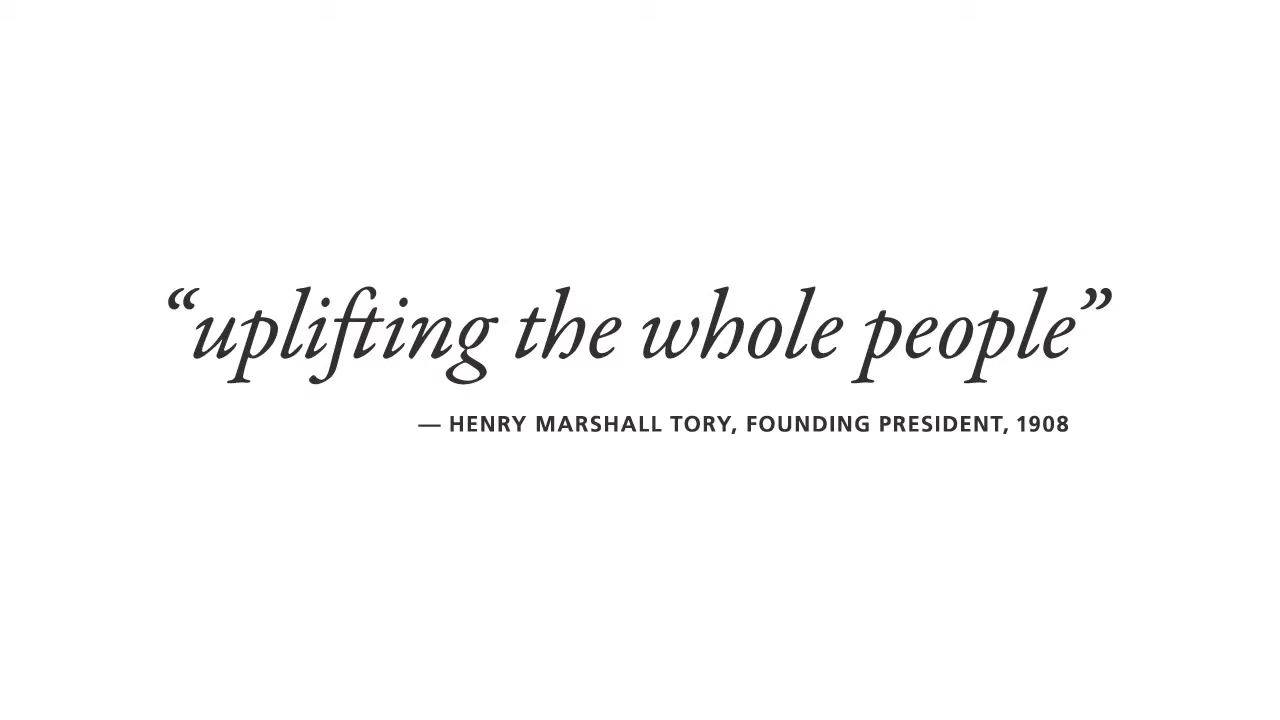 “uplifting the whole people”
— HENRY MARSHALL TORY, FOUNDING PRESIDENT, 1908